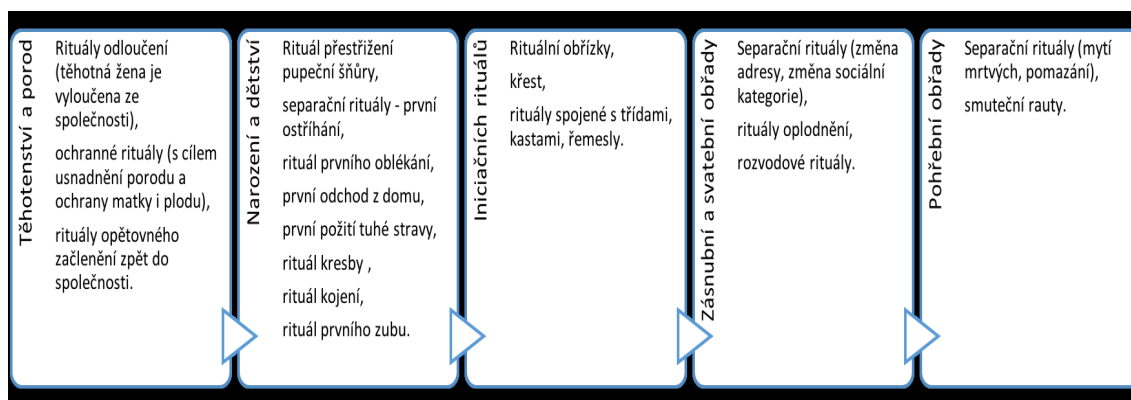 Těhotenství a porod
Rituály odloučení
(těhotná žena je
vyloučena ze
společnosti),
ochranné rituály (s cílem
usnadnění porodu a
ochrany matky i plodu),
rituály opětovného
začlenění zpět do
společnosti.
Narození a dětství
Rituál přestřižení
pupeční šňůry,
separační rituály - první
ostříhání,
rituál prvního oblékání,
první odchod z domu,
první požití tuhé stravy,
rituál kresby ,
rituál kojení,
rituál prvního zubu.
Iniciačních rituálů
Rituální obřízky,
křest,
rituály spojené s třídami,
kastami, řemesly.
Zásnubní a svatební obřady
Separační rituály (změna
adresy, změna sociální
kategorie),
rituály oplodnění,
rozvodové rituály.
Pohřební obřady
Separační rituály (mytí
mrtvých, pomazání),
smuteční rauty.